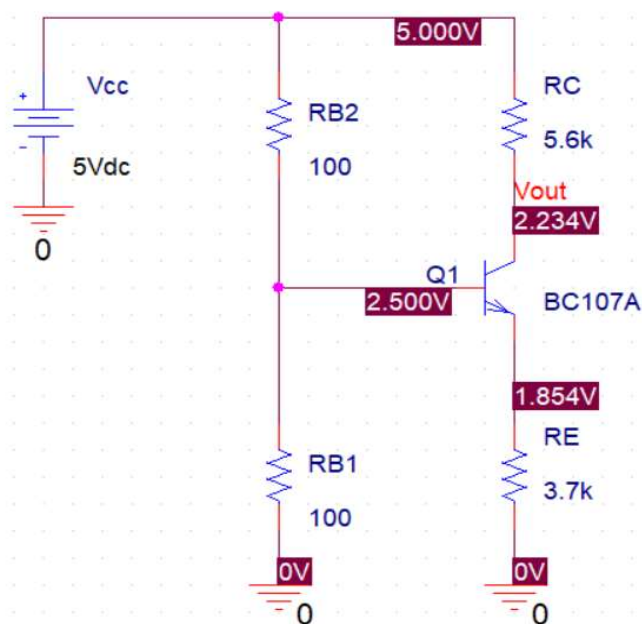 5.000V
Vcc
RC
RB2
5.6k
100
5Vdc
Vout
2.234V
0
Q1
2.500V
BC107A
1.854V
RE
RB1
3.7k
100
0V
0V
0
0